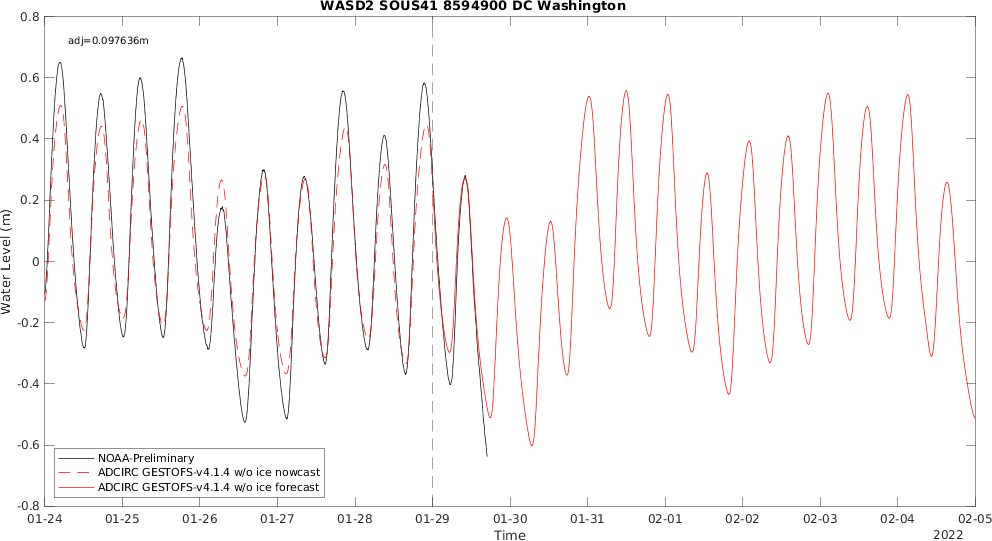 WASD2 SOUS41 8594900 DC Washington
adj=0.097636m
0.8
0.6
0.4
0.2
0
-0.2
-0.4
-0.6
-0.8
Water Level (m)
NOAA-Preliminary
ADCIRC GESTOFS-v4.1.4 w/o ice nowcast
ADCIRC GESTOFS-v4.1.4 w/o ice forecast
01-24 01-25 01-26 01-27 01-28 01-29 01-30 01-31 02-01 02-02 02-03 02-04 02-05
Time
2022